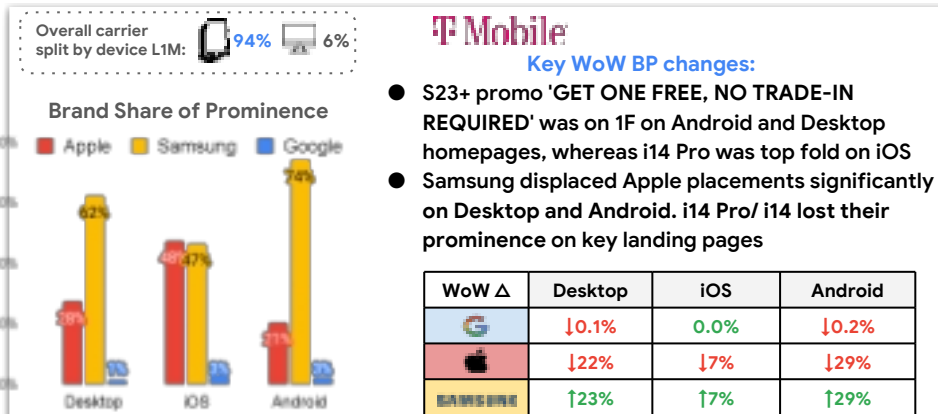 Overall carrier
split by device L1M: 94% 6%
Brand Share of Prominence
Apple Samsung Google
62%
28%
1%
48%
47%
3%
74%
21%
3%
Desktop iOS Android
T Mobile
Key WoW BP changes:
● S23+ promo 'GET ONE FREE, NO TRADE-IN
REQUIRED' was on 1F on Android and Desktop
homepages, whereas i14 Pro was top fold on iOS
● Samsung displaced Apple placements significantly
on Desktop and Android. i14 Pro/ i14 lost their
prominence on key landing pages
WoW △ Desktop iOS Android
G ↓0.1% 0.0% ↓0.2%
↓22% ↓7% ↓29%
SAMSUNG ↑23% ↑7% ↑29%